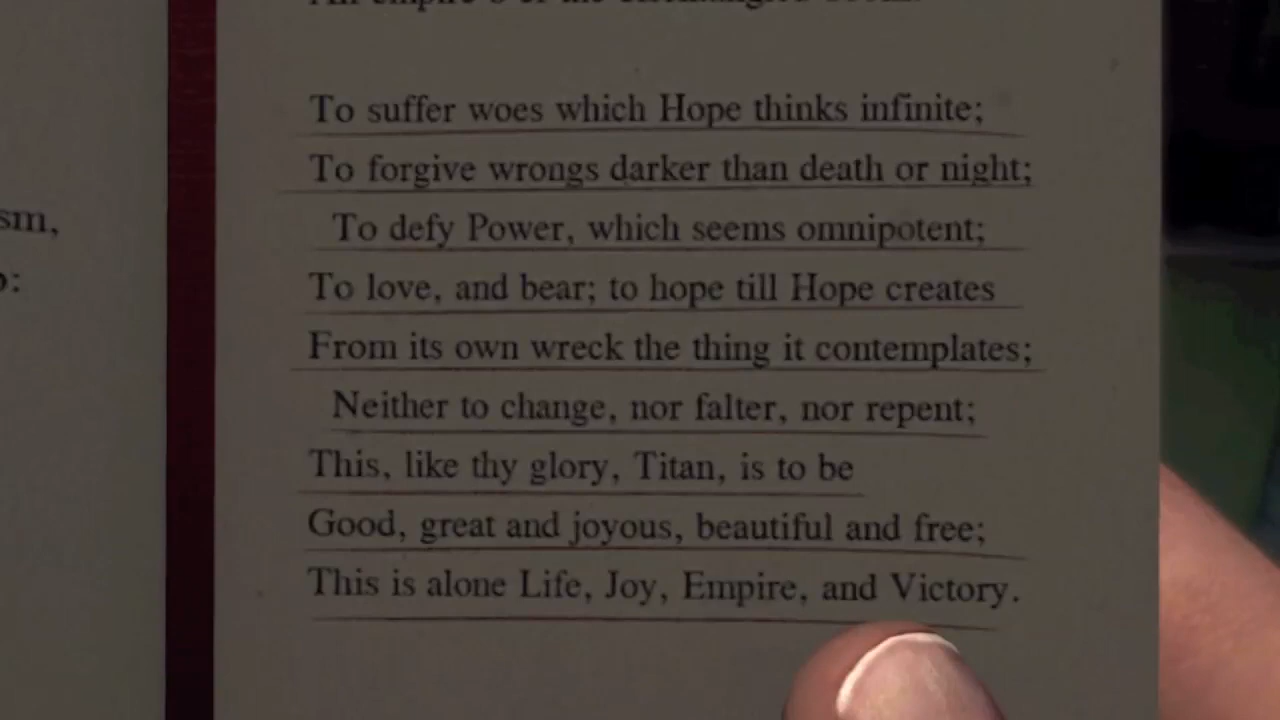 sm,
To suffer woes which Hope thinks infinite;
To forgive wrongs darker than death or night;
To defy Power, which seems omnipotent;
To love, and bear; to hope till Hope creates
From its own wreck the thing it contemplates;
Neither to change, nor falter, nor repent;
This, like thy glory, Titan, is to be
Good, great and joyous, beautiful and free;
This is alone Life, Joy, Empire, and Victory.